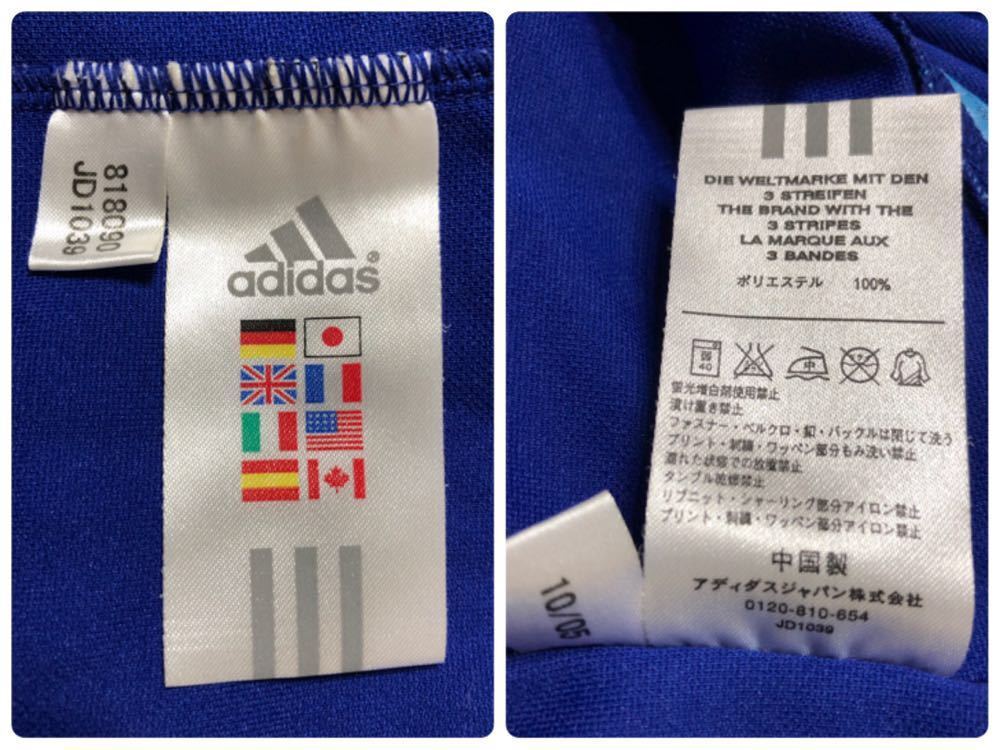 818090
JD1039
adidas®
DIE WELTMARKE MIT DEN
3 STREIFEN
THE BRAND WITH THE
3 STRIPES
LA MARQUE AUX
3 BANDES
ポリエステル 100%
弱
40
中
蛍光増白剤使用禁止
漬け置き禁止
ファスナー・ベルクロ・釦・バックルは閉じて洗う
プリント・刺繍・ワッペン部分もみ洗い禁止
濡れた状態での放置禁止
タンブル乾燥禁止
リブニット・シャーリング部分アイロン禁止
プリント・刺繍・ワッペン部分アイロン禁止
中国製
アディダスジャパン株式会社
0120-810-654
JD1039
10/05